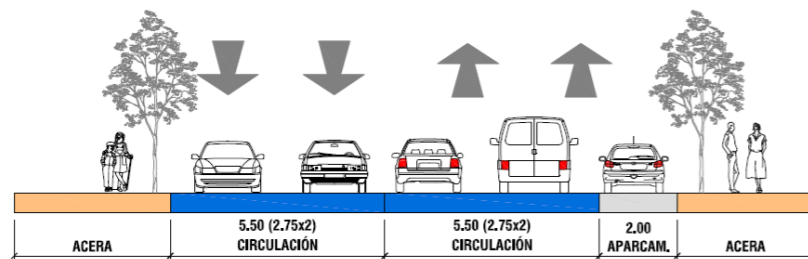 ACERA
5.50 (2.75x2)
CIRCULACIÓN
5.50 (2.75x2)
CIRCULACIÓN
2.00
APARCAM.
ACERA